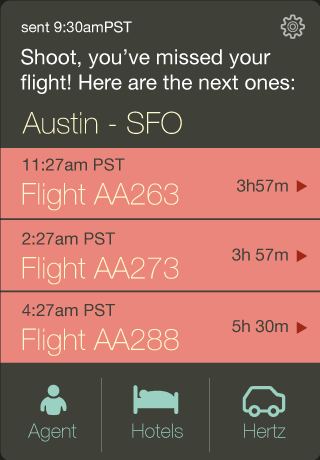 sent 9:30amPST
Shoot, you've missed your
flight! Here are the next ones:
Austin - SFO
11:27am PST
Flight AA263
3h57m
2:27am PST
Flight AA273
3h 57m
4:27am PST
Flight AA288
5h 30m
Agent
Hotels
Hertz